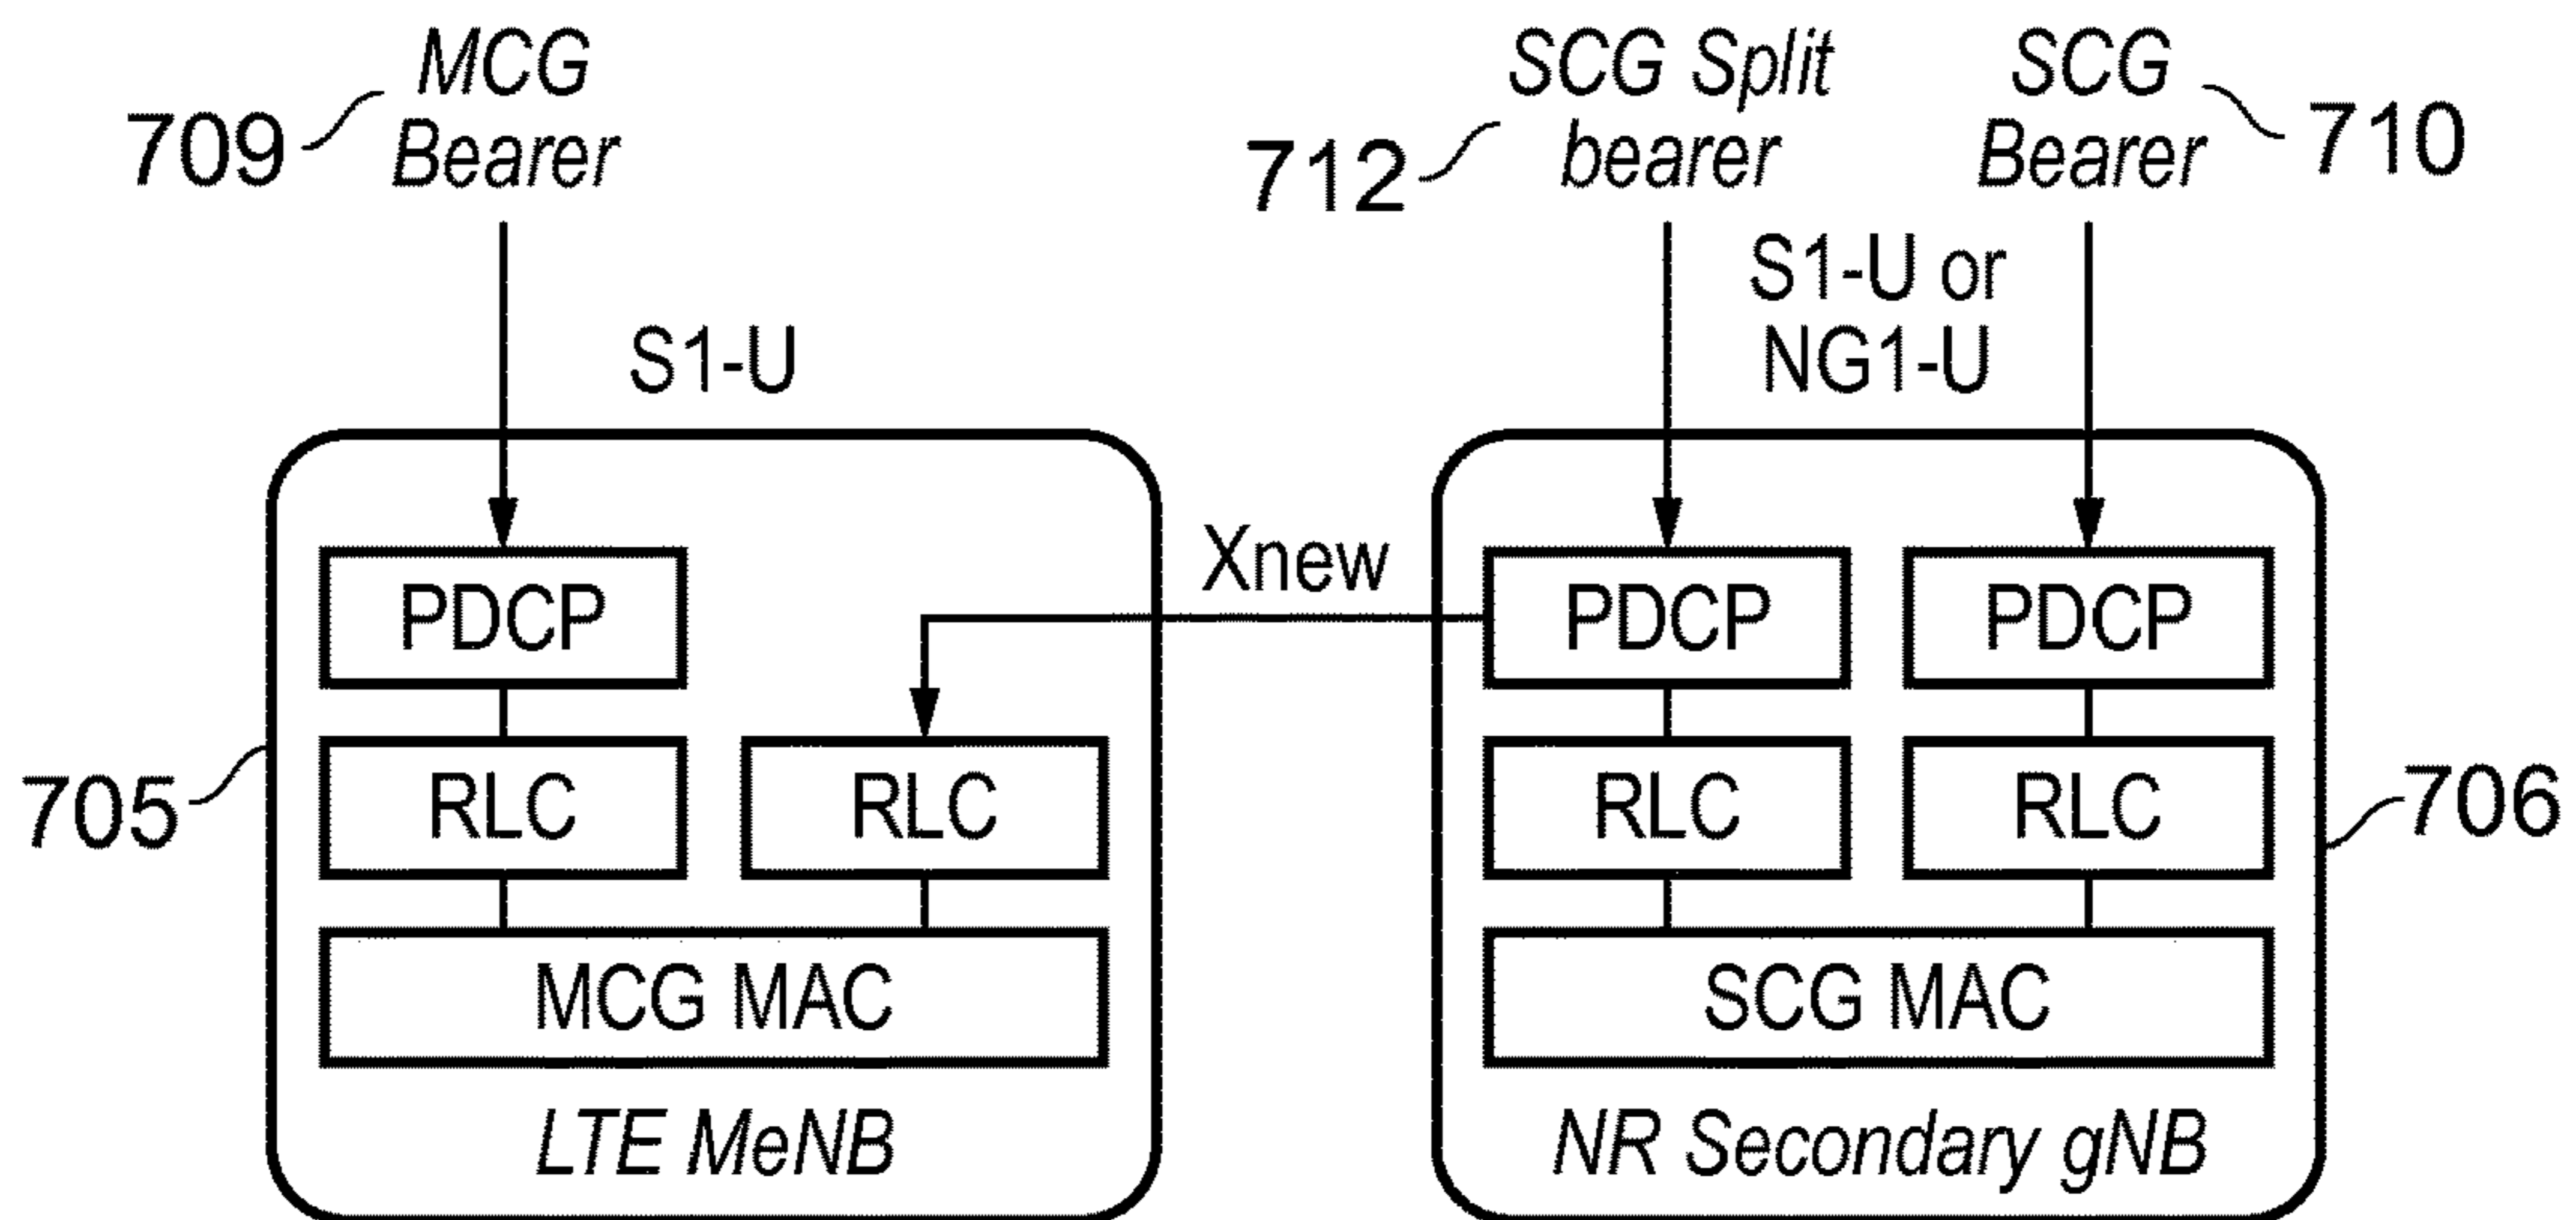 MCG
Bearer
709
SCG Split
bearer
712
SCG
Bearer
710
S1-U
S1-U or
NG1-U
Xnew
PDCP
RLC
RLC
MCG MAC
LTE MeNB
705
PDCP
PDCP
RLC
RLC
SCG MAC
NR Secondary gNB
706